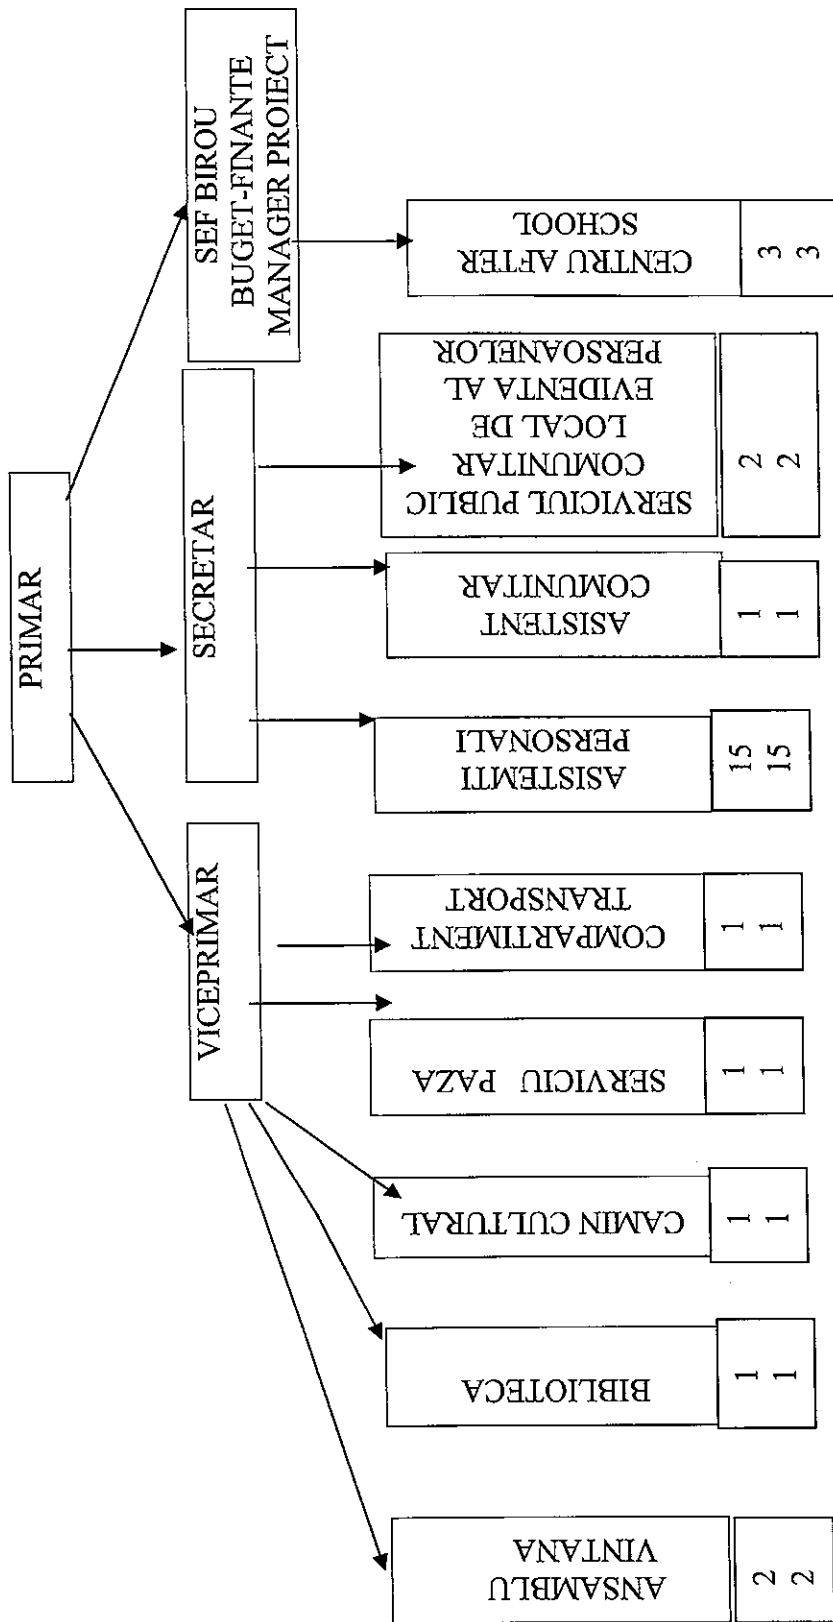 PRIMAR
VICEPRIMAR
SECRETAR
SEF BIROU
BUGET-FINANTE
MANAGER PROIECT
ANSAMBLU
VINTANA
2
2
BIBLIOTECA
1
1
CAMIN CULTURAL
1
1
SERVICIU PAZA
1
1
COMPARTIMENT
TRANSPORT
1
1
ASISTEMTI
PERSONALI
15
15
ASISTENT
COMUNITAR
1
1
SERVICIUL PUBLIC
COMUNITAR
LOCAL DE
EVIDENTA AL
PERSOANELOR
2
2
CENTRU AFTER
SCHOOL
3
3